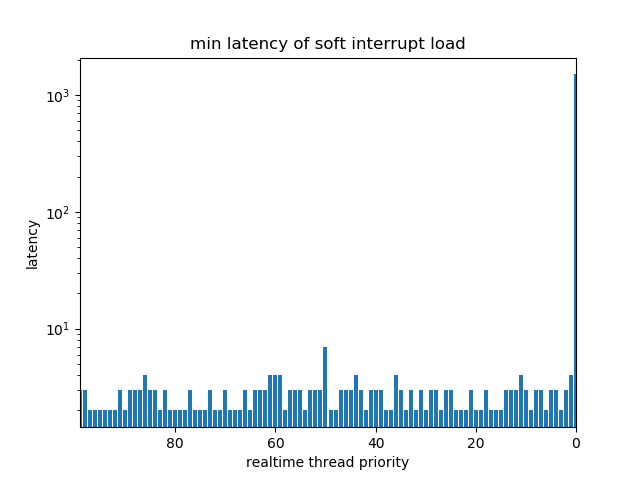 min latency of soft interrupt load
10³
10²
10¹
latency
80 60 40 20 0
realtime thread priority